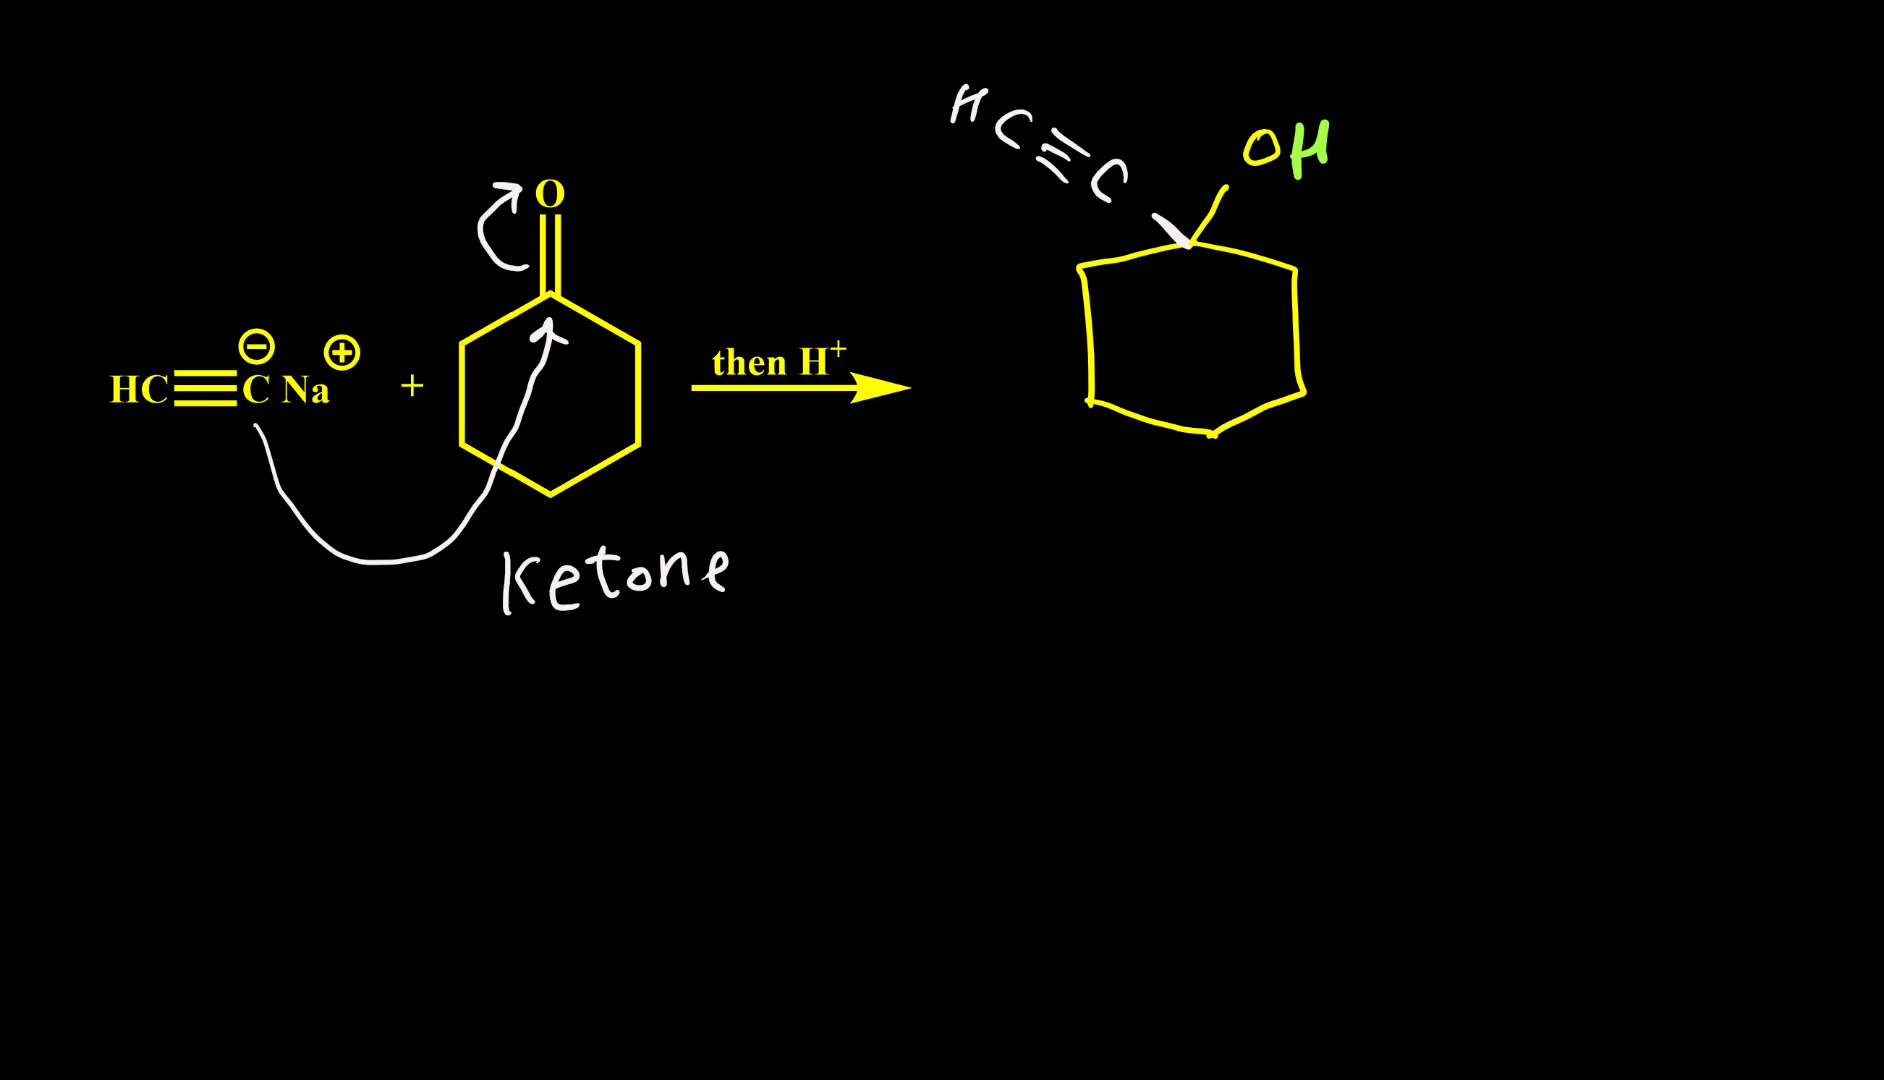 HC≡C OH
O
then H⁺
HC≡C⊖ Na⊕ +
Ketone